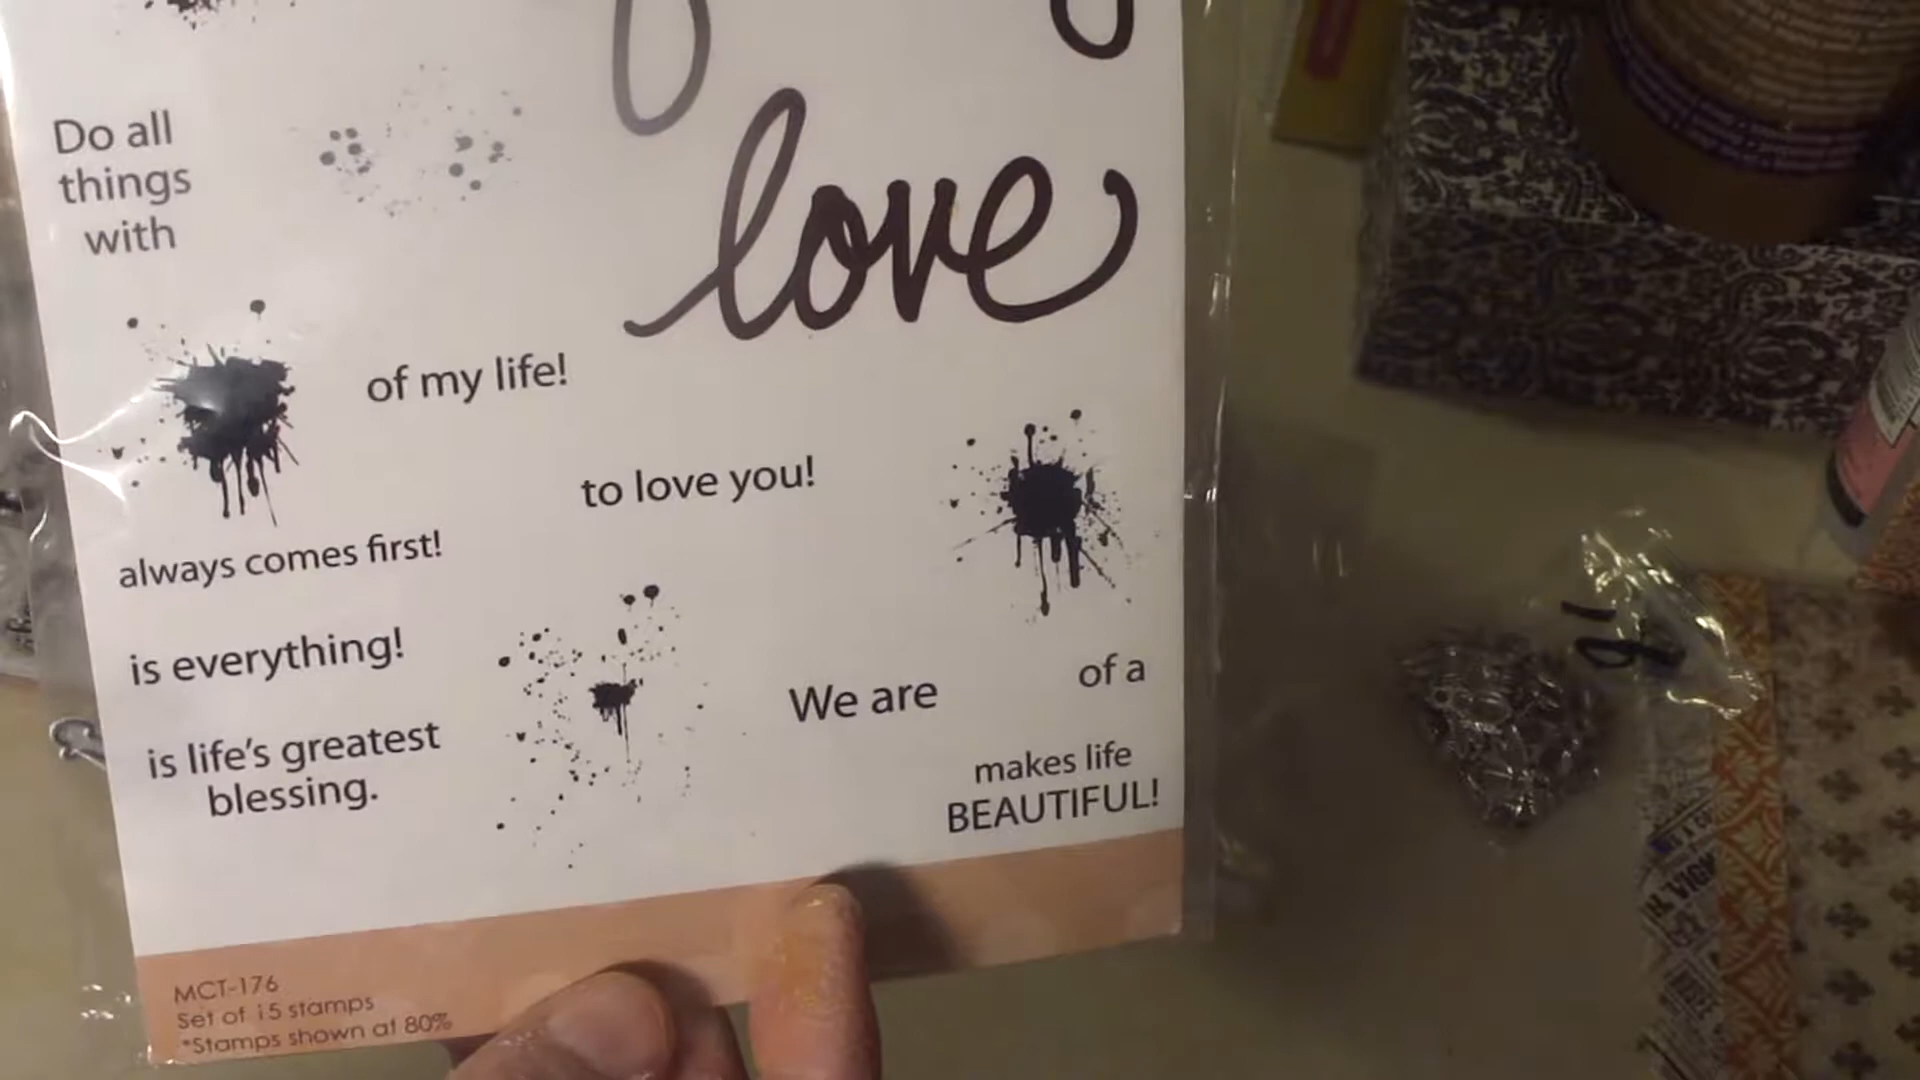 Do all
things
with
love
of my life!
to love you!
always comes first!
is everything!
We are
of a
is life's greatest
blessing.
makes life
BEAUTIFUL!
MCT-176
Set of 15 stamps
*Stamps shown at 80%